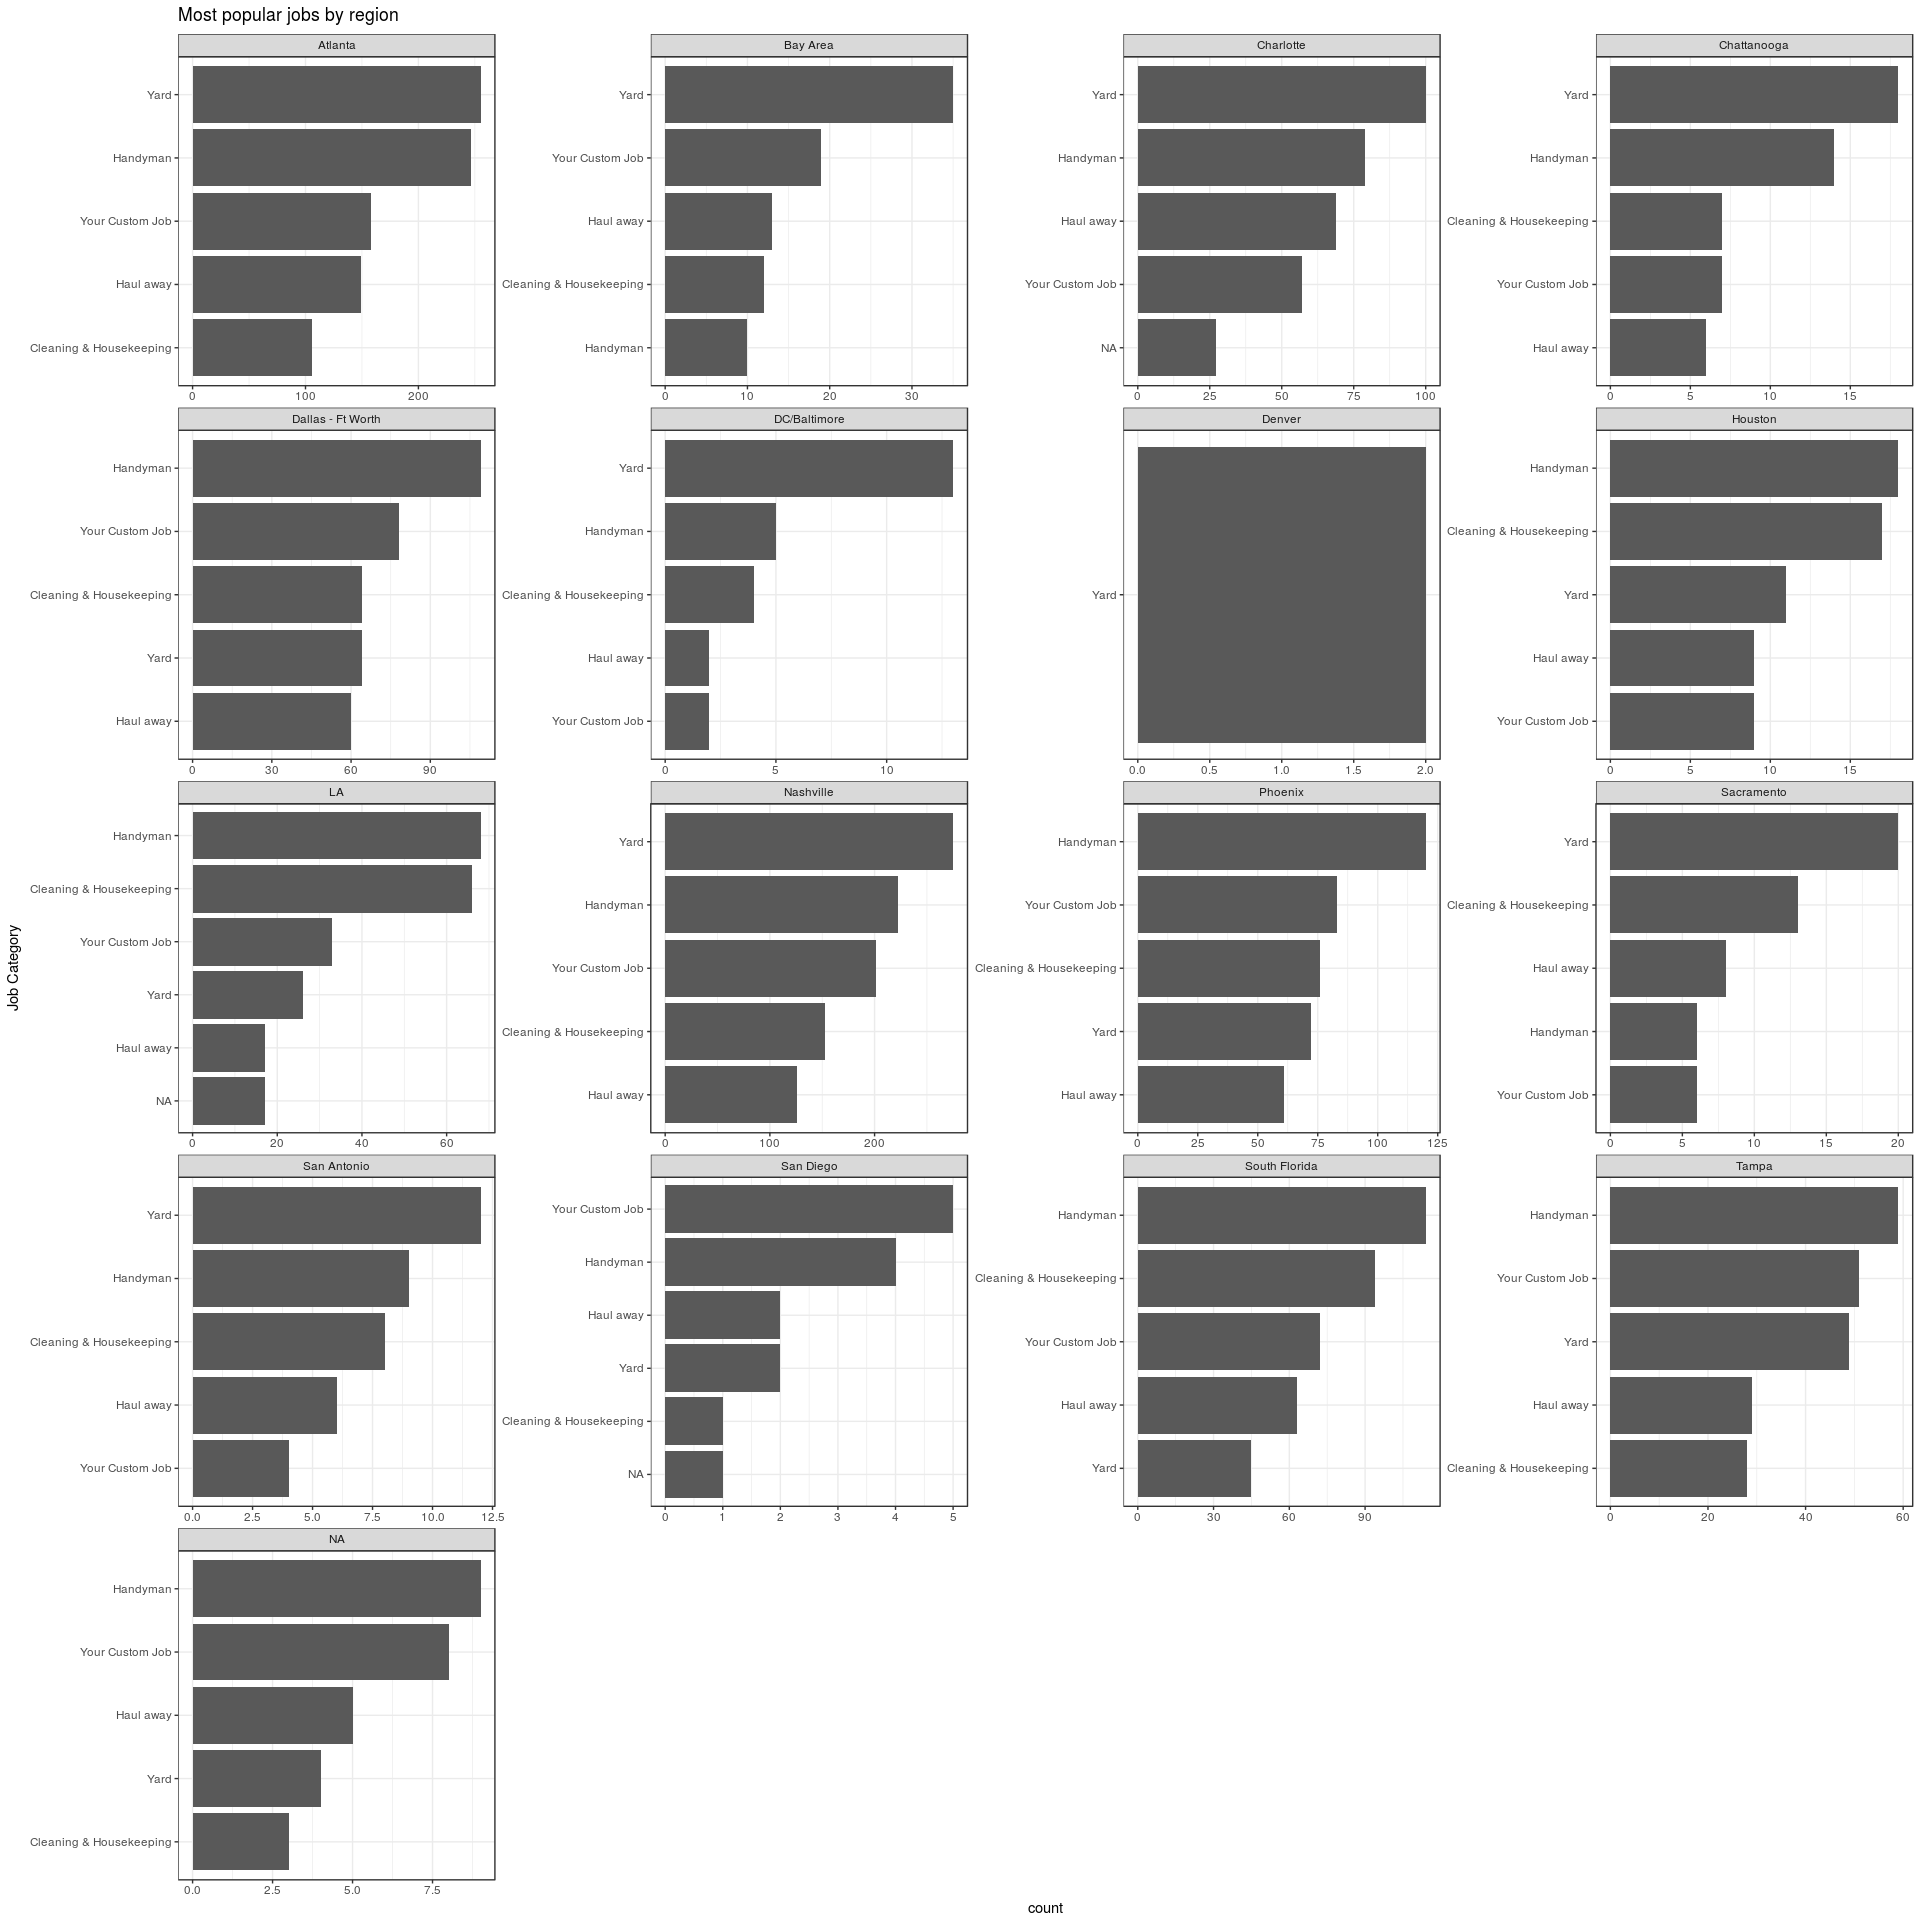 Most popular jobs by region
Atlanta
Yard
Handyman
Your Custom Job
Haul away
Cleaning & Housekeeping
0 100 200
Bay Area
Yard
Your Custom Job
Haul away
Cleaning & Housekeeping
Handyman
0 10 20 30
Charlotte
Yard
Handyman
Haul away
Your Custom Job
NA
0 25 50 75 100
Chattanooga
Yard
Handyman
Cleaning & Housekeeping
Your Custom Job
Haul away
0 5 10 15
Dallas - Ft Worth
Handyman
Your Custom Job
Cleaning & Housekeeping
Yard
Haul away
0 30 60 90
DC/Baltimore
Yard
Handyman
Cleaning & Housekeeping
Haul away
Your Custom Job
0 5 10
Denver
Yard
0.0 0.5 1.0 1.5 2.0
Houston
Handyman
Cleaning & Housekeeping
Yard
Haul away
Your Custom Job
0 5 10 15
LA
Handyman
Cleaning & Housekeeping
Your Custom Job
Yard
Haul away
NA
0 20 40 60
Nashville
Yard
Handyman
Your Custom Job
Cleaning & Housekeeping
Haul away
0 100 200
Phoenix
Handyman
Your Custom Job
Cleaning & Housekeeping
Yard
Haul away
0 25 50 75 100 125
Sacramento
Yard
Cleaning & Housekeeping
Haul away
Handyman
Your Custom Job
0 5 10 15 20
San Antonio
Yard
Handyman
Cleaning & Housekeeping
Haul away
Your Custom Job
0.0 2.5 5.0 7.5 10.0 12.5
San Diego
Your Custom Job
Handyman
Haul away
Yard
Cleaning & Housekeeping
NA
0 1 2 3 4 5
South Florida
Handyman
Cleaning & Housekeeping
Your Custom Job
Haul away
Yard
0 30 60 90
Tampa
Handyman
Your Custom Job
Yard
Haul away
Cleaning & Housekeeping
0 20 40 60
NA
Handyman
Your Custom Job
Haul away
Yard
Cleaning & Housekeeping
0.0 2.5 5.0 7.5
Job Category
count